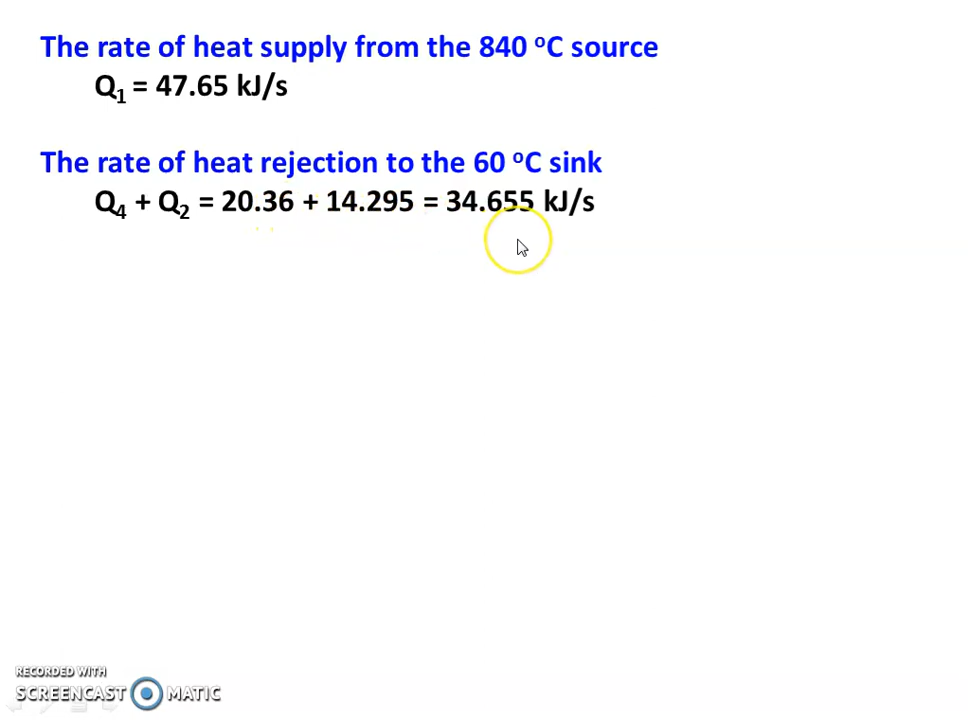 The rate of heat supply from the 840 °C source
Q₁ = 47.65 kJ/s
The rate of heat rejection to the 60 °C sink
Q₄ + Q₂ = 20.36 + 14.295 = 34.655 kJ/s
RECORDED WITH
SCREENCAST MATIC